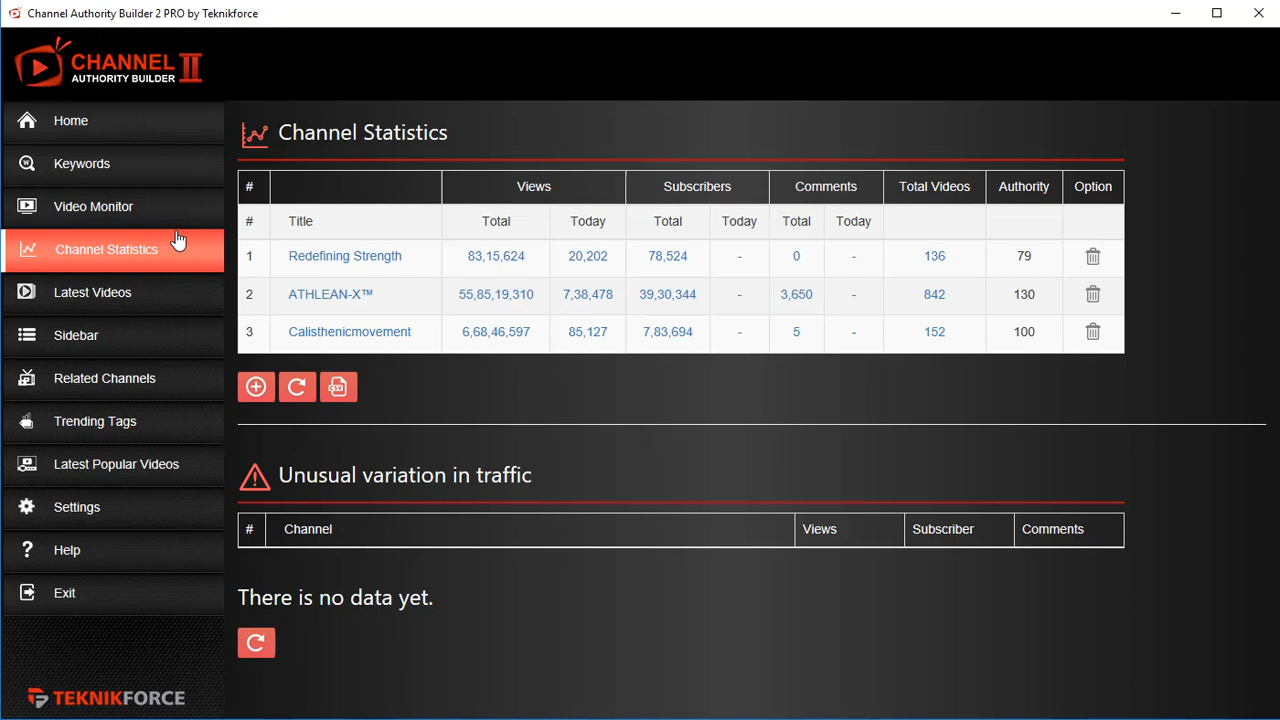 Channel Authority Builder 2 PRO by Teknikforce
CHANNEL II
AUTHORITY BUILDER
Home
Keywords
Video Monitor
Channel Statistics
Latest Videos
Sidebar
Related Channels
Trending Tags
Latest Popular Videos
Settings
Help
Exit
TEKNIKFORCE
Channel Statistics
# Views Subscribers Comments Total Videos Authority Option
# Title Total Today Total Today Total Today
1 Redefining Strength 83,15,624 20,202 78,524 - 0 - 136 79
2 ATHLEAN-X™ 55,85,19,310 7,38,478 39,30,344 - 3,650 - 842 130
3 Calisthenicmovement 6,68,46,597 85,127 7,83,694 - 5 - 152 100
CSV
Unusual variation in traffic
# Channel Views Subscriber Comments
There is no data yet.